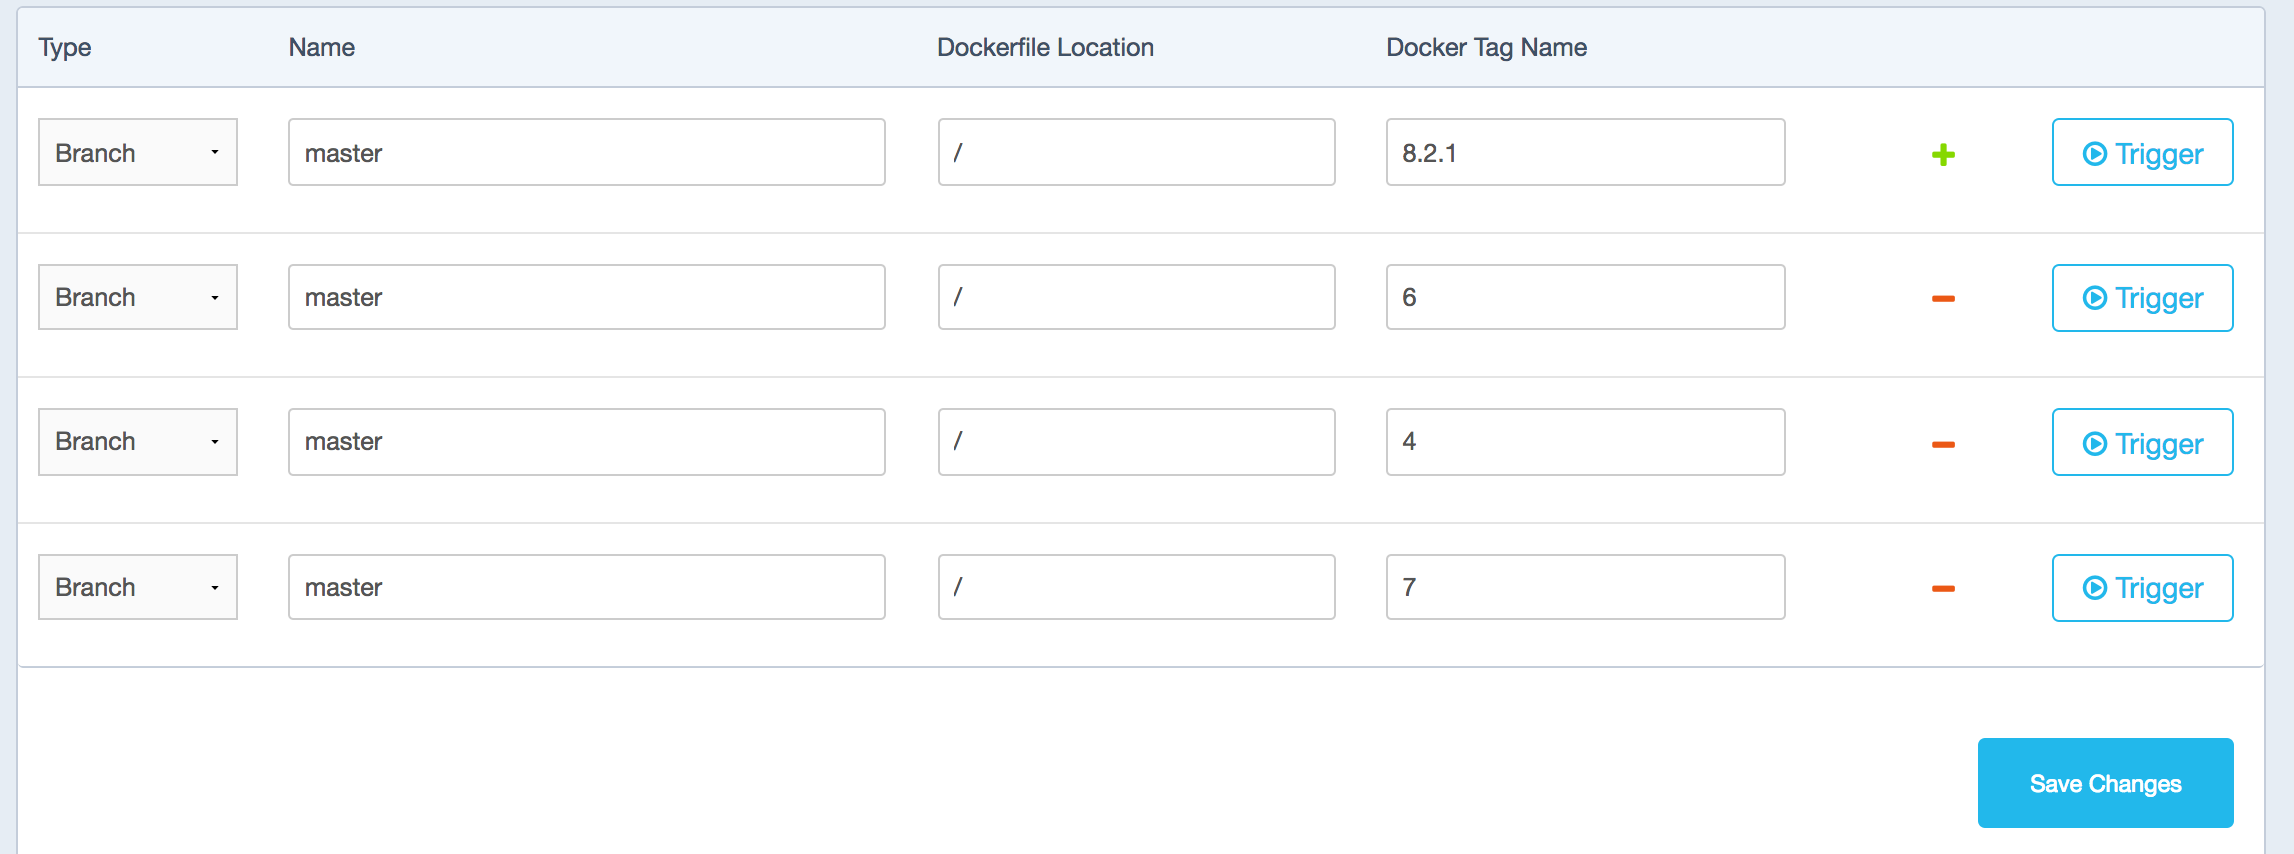 Type Name Dockerfile Location Docker Tag Name
Branch master / 8.2.1 Trigger
Branch master / 6 Trigger
Branch master / 4 Trigger
Branch master / 7 Trigger
Save Changes